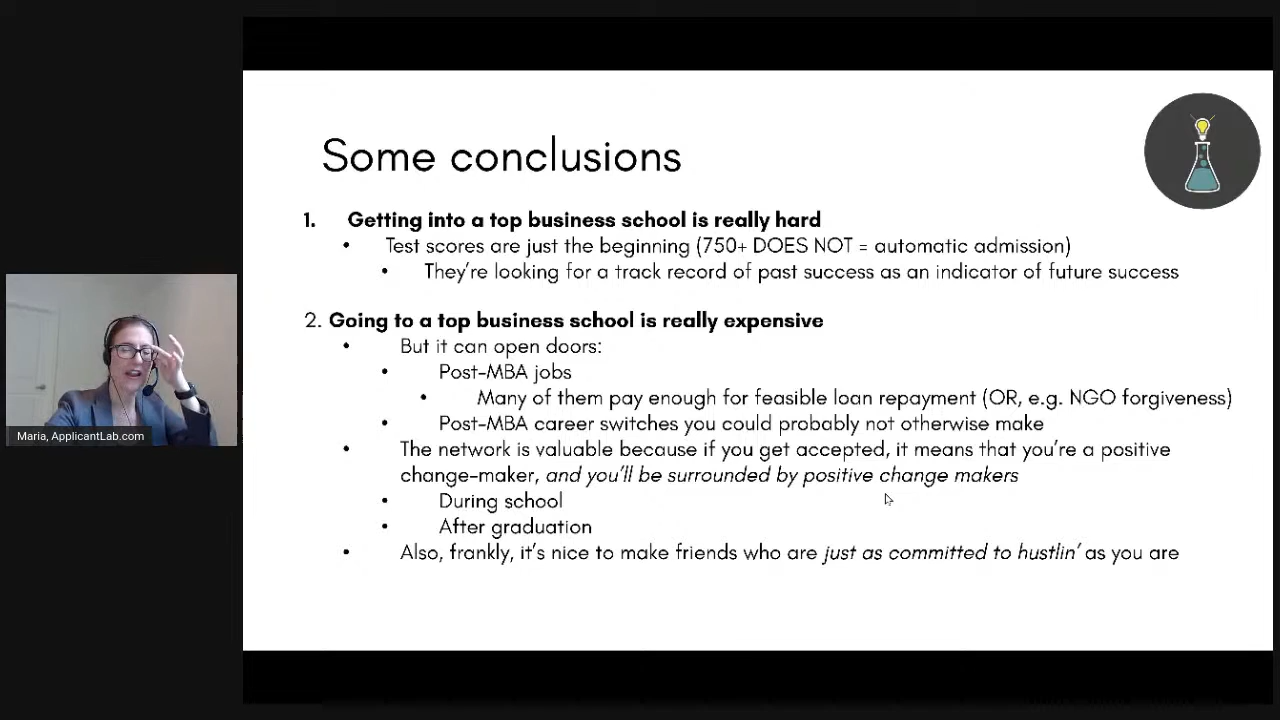 Some conclusions
1. Getting into a top business school is really hard
• Test scores are just the beginning (750+ DOES NOT = automatic admission)
• They're looking for a track record of past success as an indicator of future success
2. Going to a top business school is really expensive
• But it can open doors:
• Post-MBA jobs
• Many of them pay enough for feasible loan repayment (OR, e.g. NGO forgiveness)
• Post-MBA career switches you could probably not otherwise make
• The network is valuable because if you get accepted, it means that you're a positive
change-maker, and you'll be surrounded by positive change makers
• During school
• After graduation
• Also, frankly, it's nice to make friends who are just as committed to hustlin' as you are
Maria, ApplicantLab.com